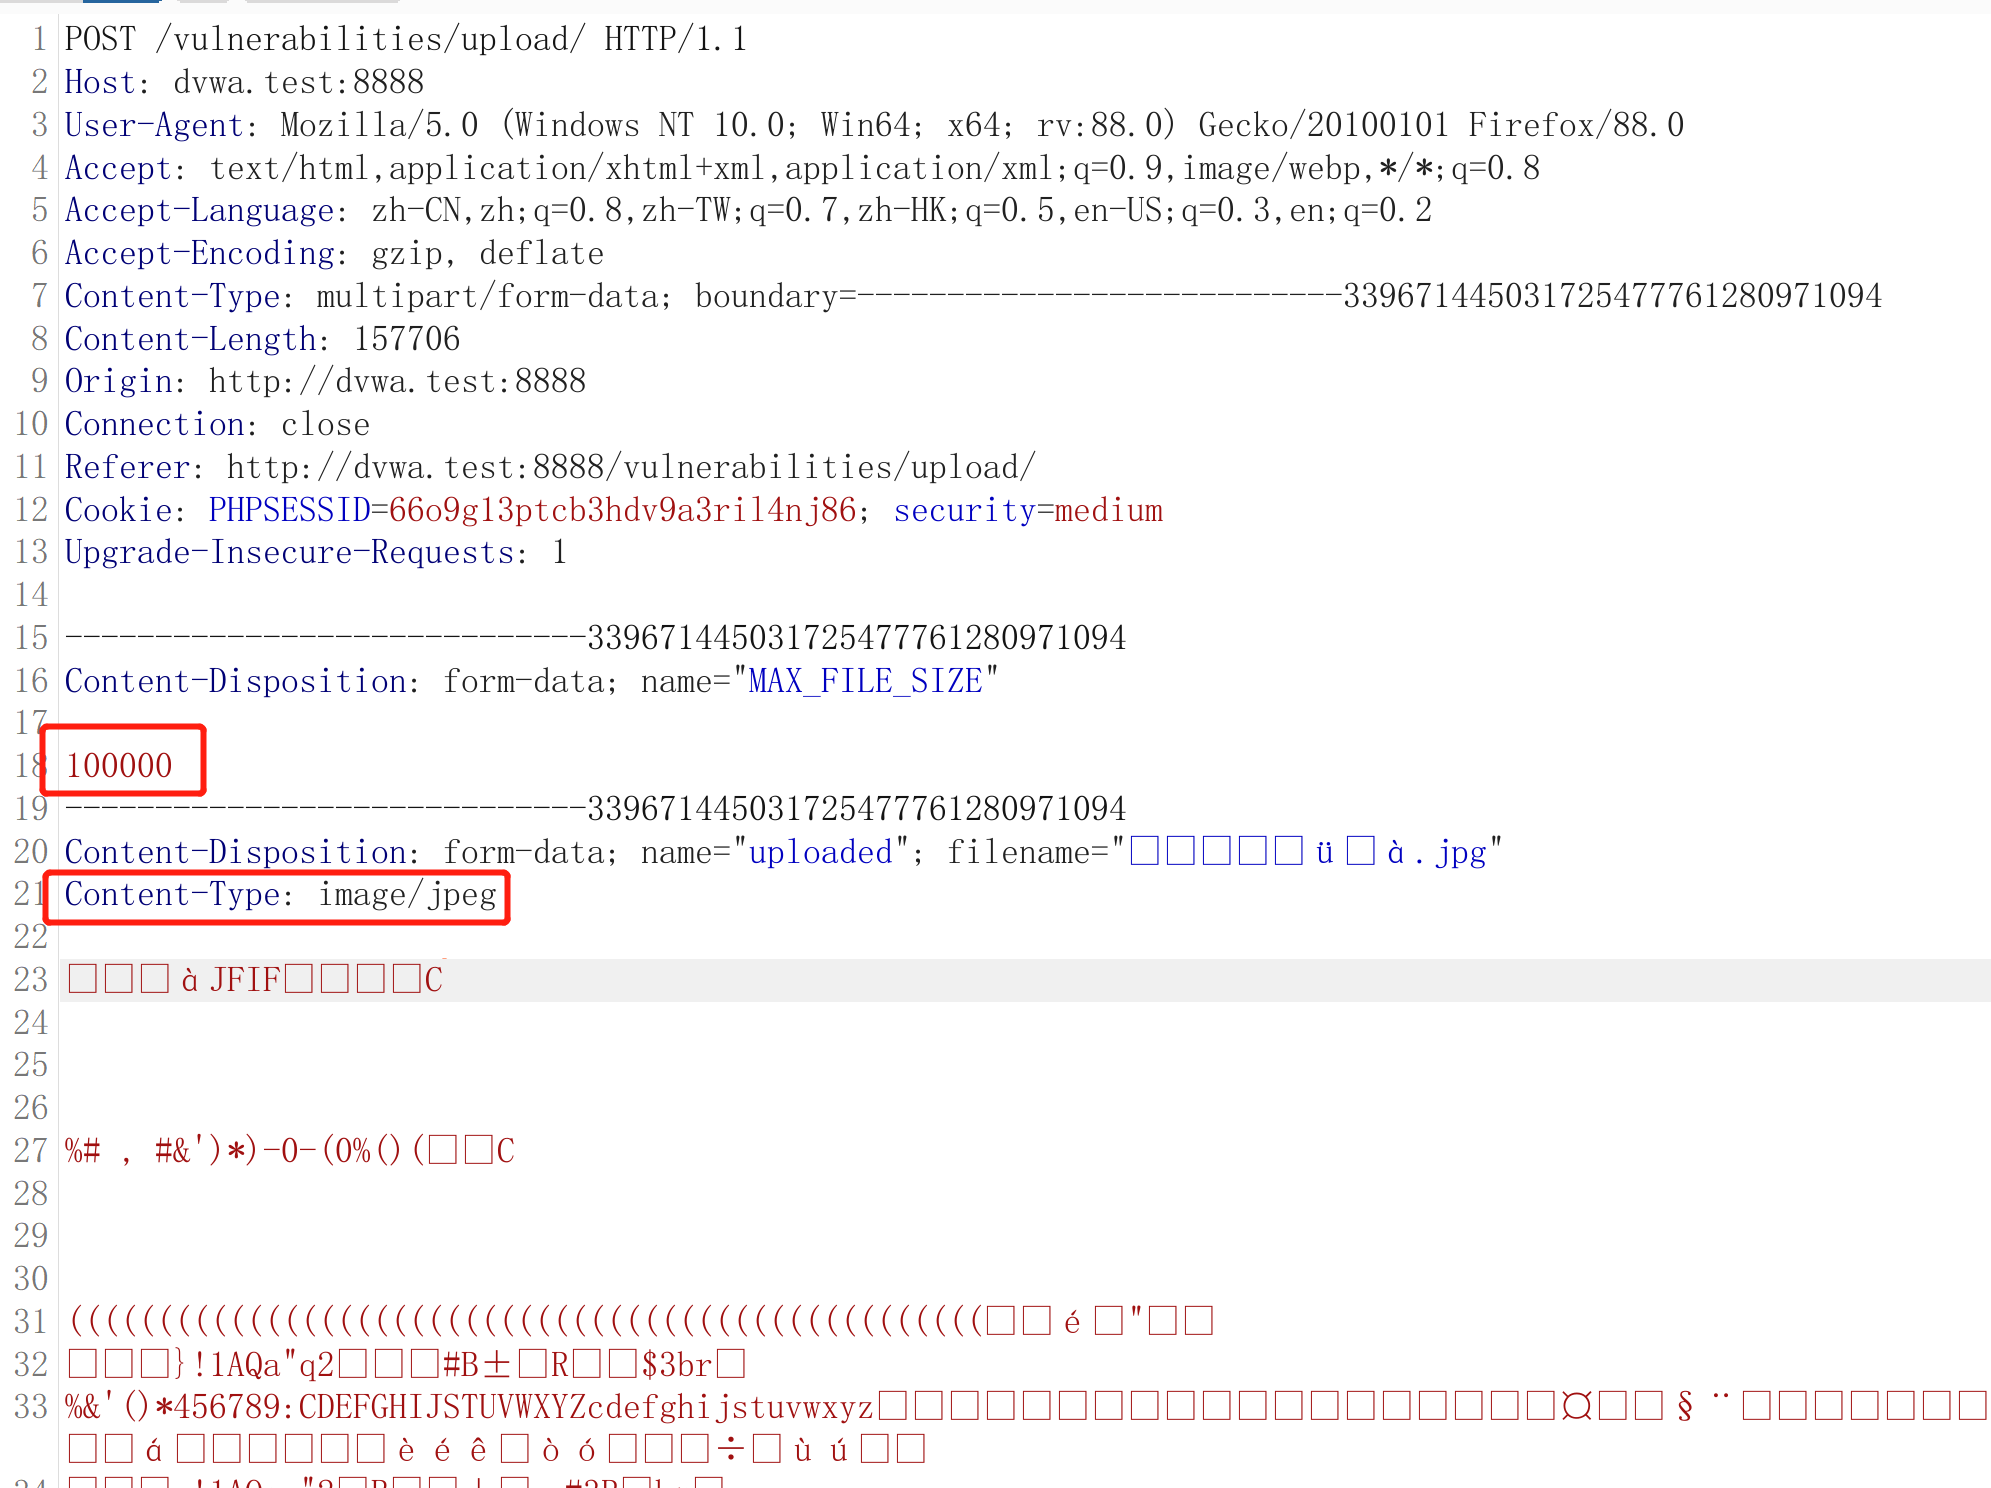 1 POST /vulnerabilities/upload/ HTTP/1.1
2 Host: dvwa.test:8888
3 User-Agent: Mozilla/5.0 (Windows NT 10.0; Win64; x64; rv:88.0) Gecko/20100101 Firefox/88.0
4 Accept: text/html,application/xhtml+xml,application/xml;q=0.9,image/webp,*/*;q=0.8
5 Accept-Language: zh-CN,zh;q=0.8,zh-TW;q=0.7,zh-HK;q=0.5,en-US;q=0.3,en;q=0.2
6 Accept-Encoding: gzip, deflate
7 Content-Type: multipart/form-data; boundary=---------------------------339671445031725477761280971094
8 Content-Length: 157706
9 Origin: http://dvwa.test:8888
10 Connection: close
11 Referer: http://dvwa.test:8888/vulnerabilities/upload/
12 Cookie: PHPSESSID=66o9g13ptcb3hdv9a3ril4nj86; security=medium
13 Upgrade-Insecure-Requests: 1
14
15 -----------------------------339671445031725477761280971094
16 Content-Disposition: form-data; name="MAX_FILE_SIZE"
17
18 100000
19 -----------------------------339671445031725477761280971094
20 Content-Disposition: form-data; name="uploaded"; filename="□□□□□ü□à.jpg"
21 Content-Type: image/jpeg
22
23 □□□àJFIF□□□□C
24
25
26
27 %# , #&')*)-0-(0%()(□□C
28
29
30
31 (((((((((((((((((((((((((((((((((((((((((((((((((((□□é□"□□
32 □□□}!1AQa"q2□□□#B±□R□□$3br□
33 %&'()*456789:CDEFGHIJSTUVWXYZcdefghijstuvwxyz□□□□□□□□□□□□□□□□□□□¤□□§¨□□□□□□□
□□á□□□□□□èéê□òó□□□÷□ùú□□